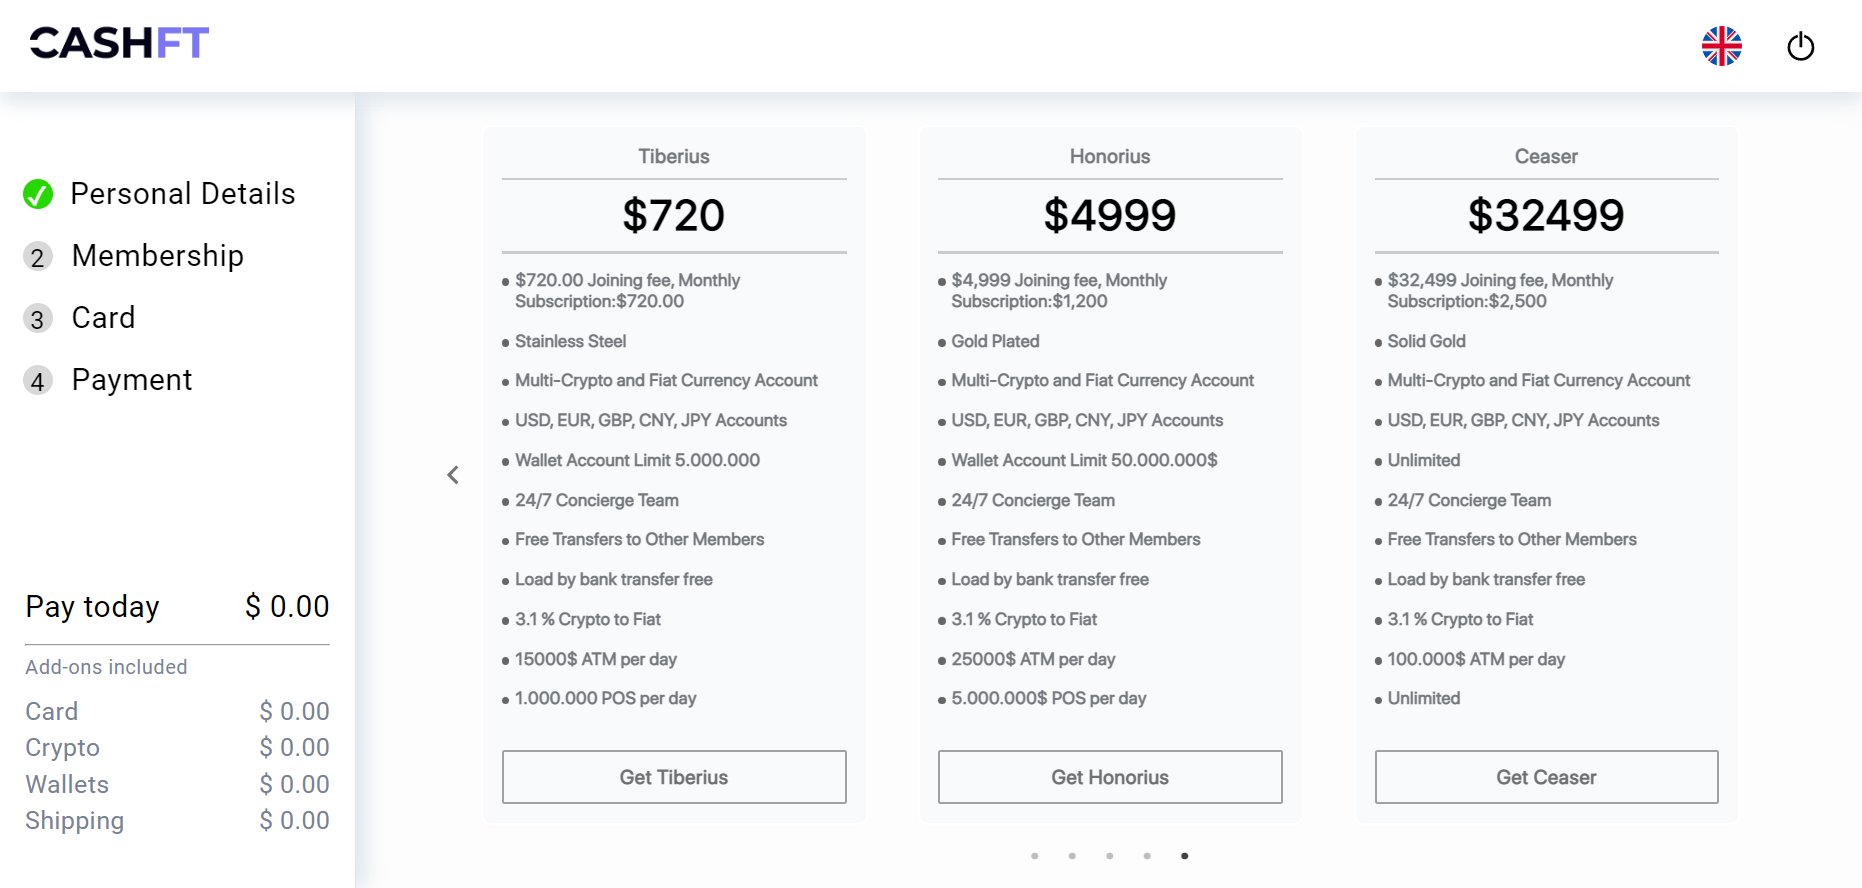 CASHFT
Personal Details
2 Membership
3 Card
4 Payment
Pay today $ 0.00
Add-ons included
Card $ 0.00
Crypto $ 0.00
Wallets $ 0.00
Shipping $ 0.00
Tiberius
$720
$720.00 Joining fee, Monthly
Subscription:$720.00
Stainless Steel
Multi-Crypto and Fiat Currency Account
USD, EUR, GBP, CNY, JPY Accounts
Wallet Account Limit 5.000.000
24/7 Concierge Team
Free Transfers to Other Members
Load by bank transfer free
3.1 % Crypto to Fiat
15000$ ATM per day
1.000.000 POS per day
Get Tiberius
Honorius
$4999
$4,999 Joining fee, Monthly
Subscription:$1,200
Gold Plated
Multi-Crypto and Fiat Currency Account
USD, EUR, GBP, CNY, JPY Accounts
Wallet Account Limit 50.000.000$
24/7 Concierge Team
Free Transfers to Other Members
Load by bank transfer free
3.1 % Crypto to Fiat
25000$ ATM per day
5.000.000$ POS per day
Get Honorius
Ceaser
$32499
$32,499 Joining fee, Monthly
Subscription:$2,500
Solid Gold
Multi-Crypto and Fiat Currency Account
USD, EUR, GBP, CNY, JPY Accounts
Unlimited
24/7 Concierge Team
Free Transfers to Other Members
Load by bank transfer free
3.1 % Crypto to Fiat
100.000$ ATM per day
Unlimited
Get Ceaser